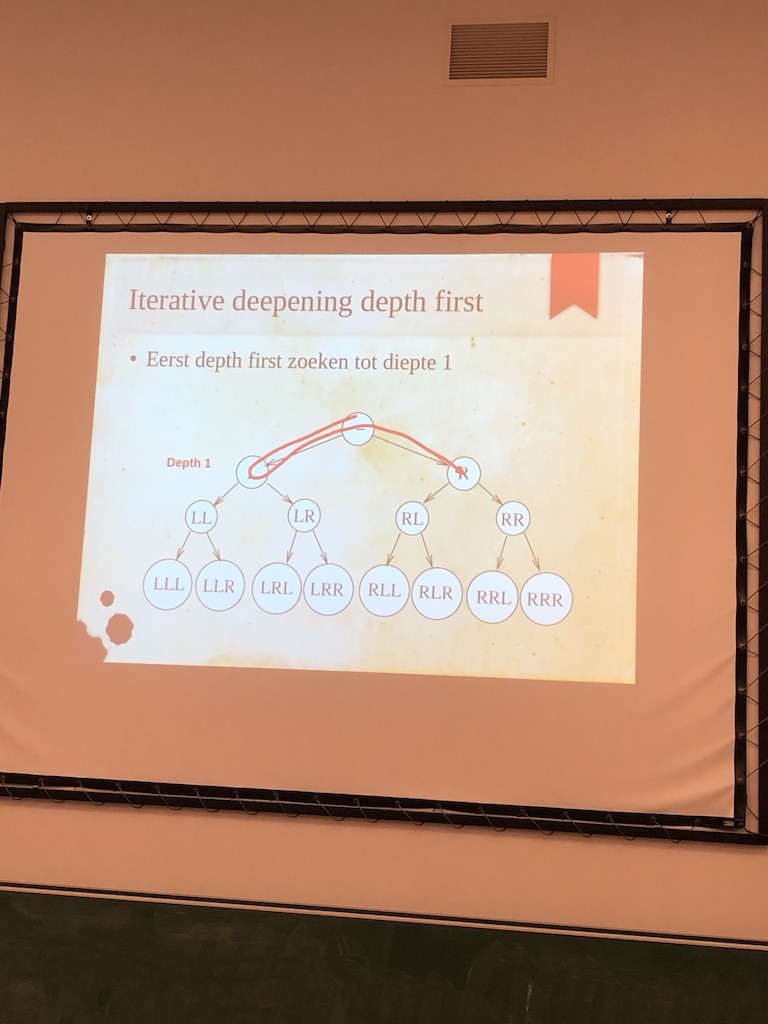 Iterative deepening depth first
• Eerst depth first zoeken tot diepte 1
Depth 1
R
LL LR RL RR
LLL LLR LRL LRR RLL RLR RRL RRR